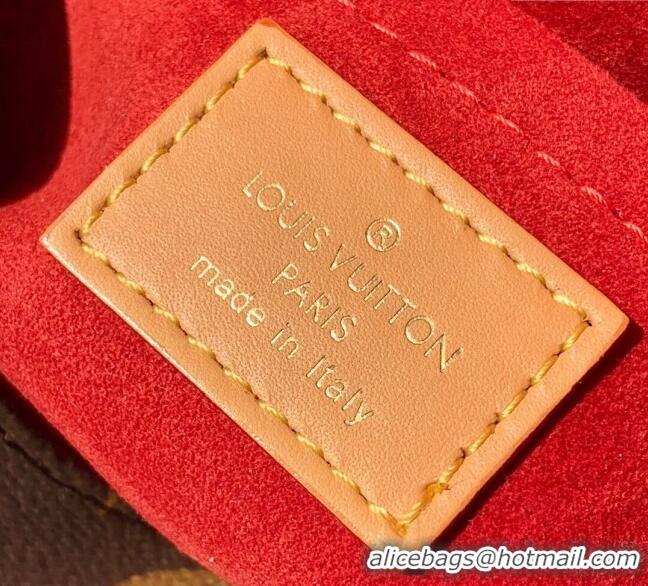 ®
LOUIS VUITTON
PARIS
made in Italy
alicebags@hotmail.com